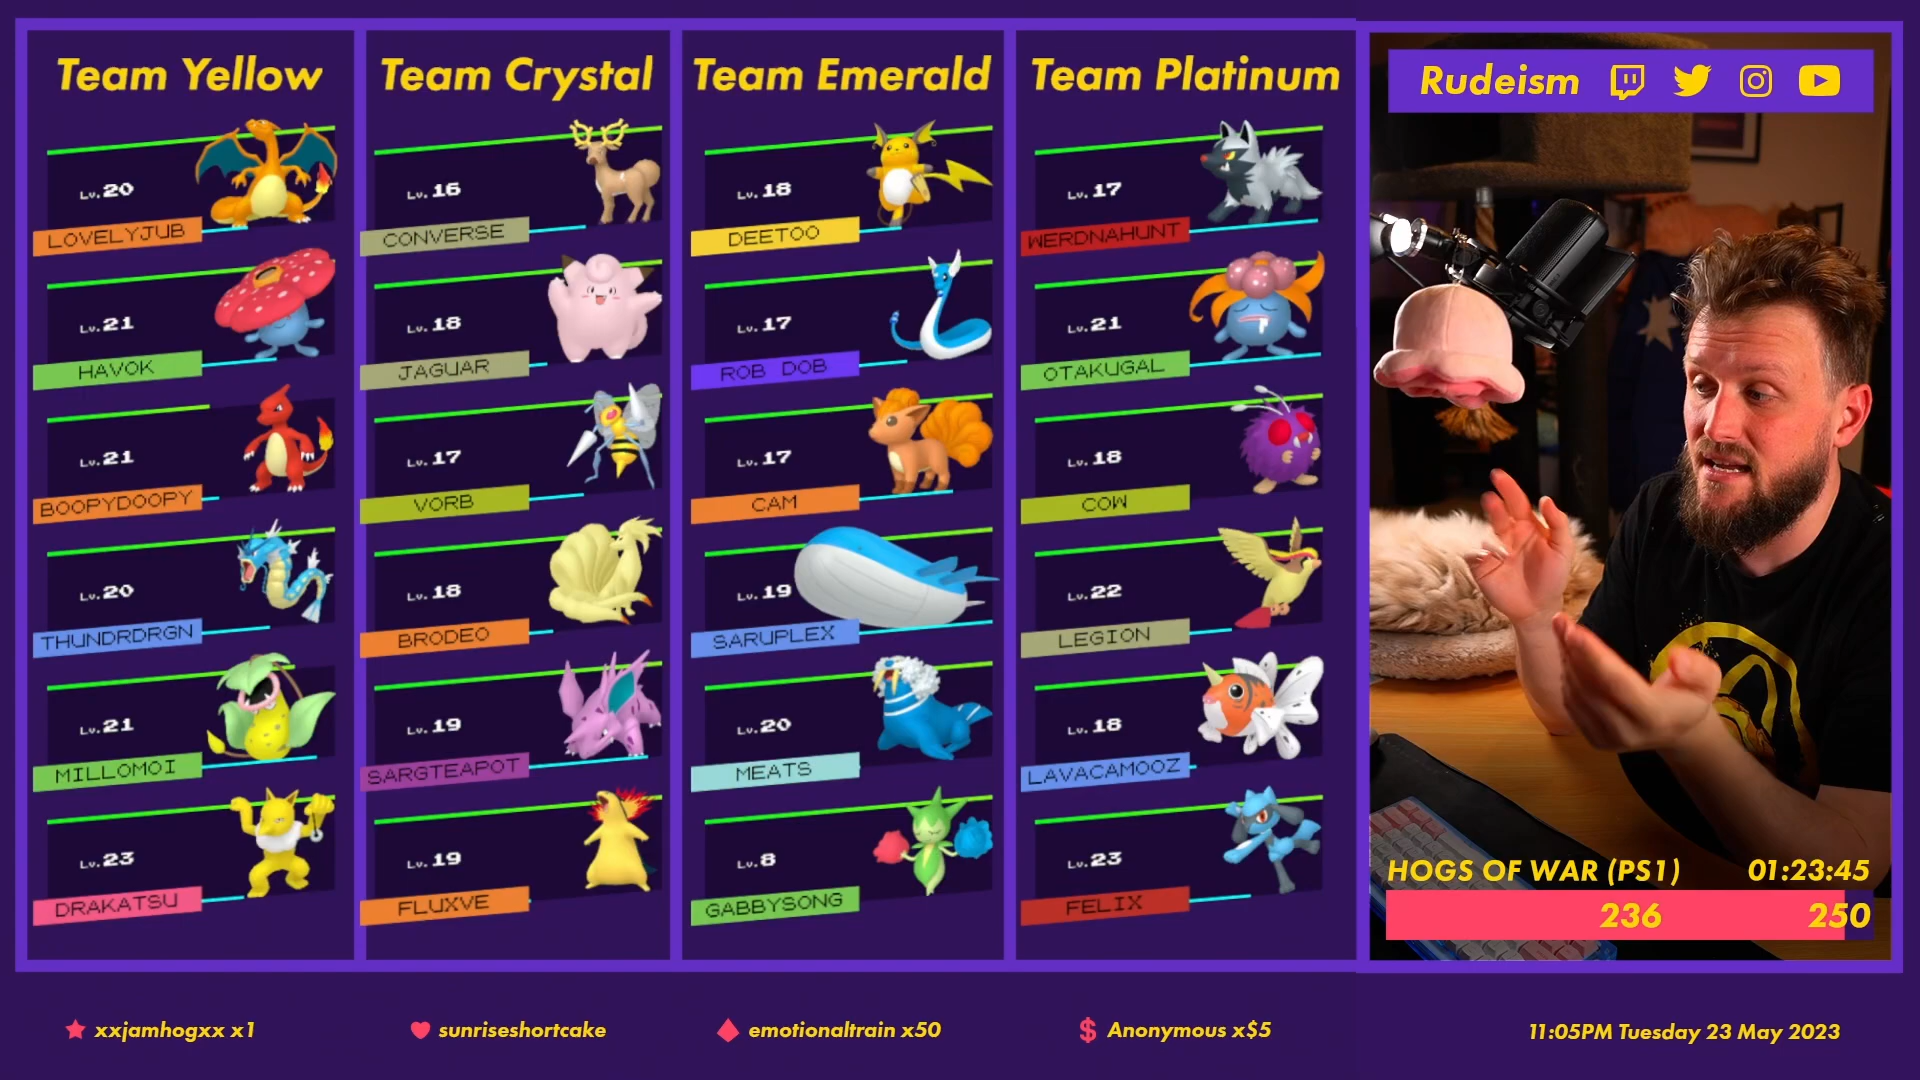 Team Yellow
Lv.20
LOVELYJUB
Lv.21
HAVOK
Lv.21
BOOPYDOOPY
Lv.20
THUNDRDRGN
Lv.21
MILLOMOI
Lv.23
DRAKATSU
Team Crystal
Lv.16
CONVERSE
Lv.18
JAGUAR
Lv.17
VORB
Lv.18
BRODEO
Lv.19
SARGTEAPOT
Lv.19
FLUXVE
Team Emerald
Lv.18
DEETOO
Lv.17
ROB DOB
Lv.17
CAM
Lv.19
SARUPLEX
Lv.20
MEATS
Lv.8
GABBYSONG
Team Platinum
Lv.17
WERDNAHUNT
Lv.21
OTAKUGAL
Lv.18
COW
Lv.22
LEGION
Lv.18
LAVACAMOOZ
Lv.23
FELIX
Rudeism
HOGS OF WAR (PS1) 01:23:45
236 250
xxjamhogxx x1
sunriseshortcake
emotionaltrain x50
$ Anonymous x$5
11:05PM Tuesday 23 May 2023